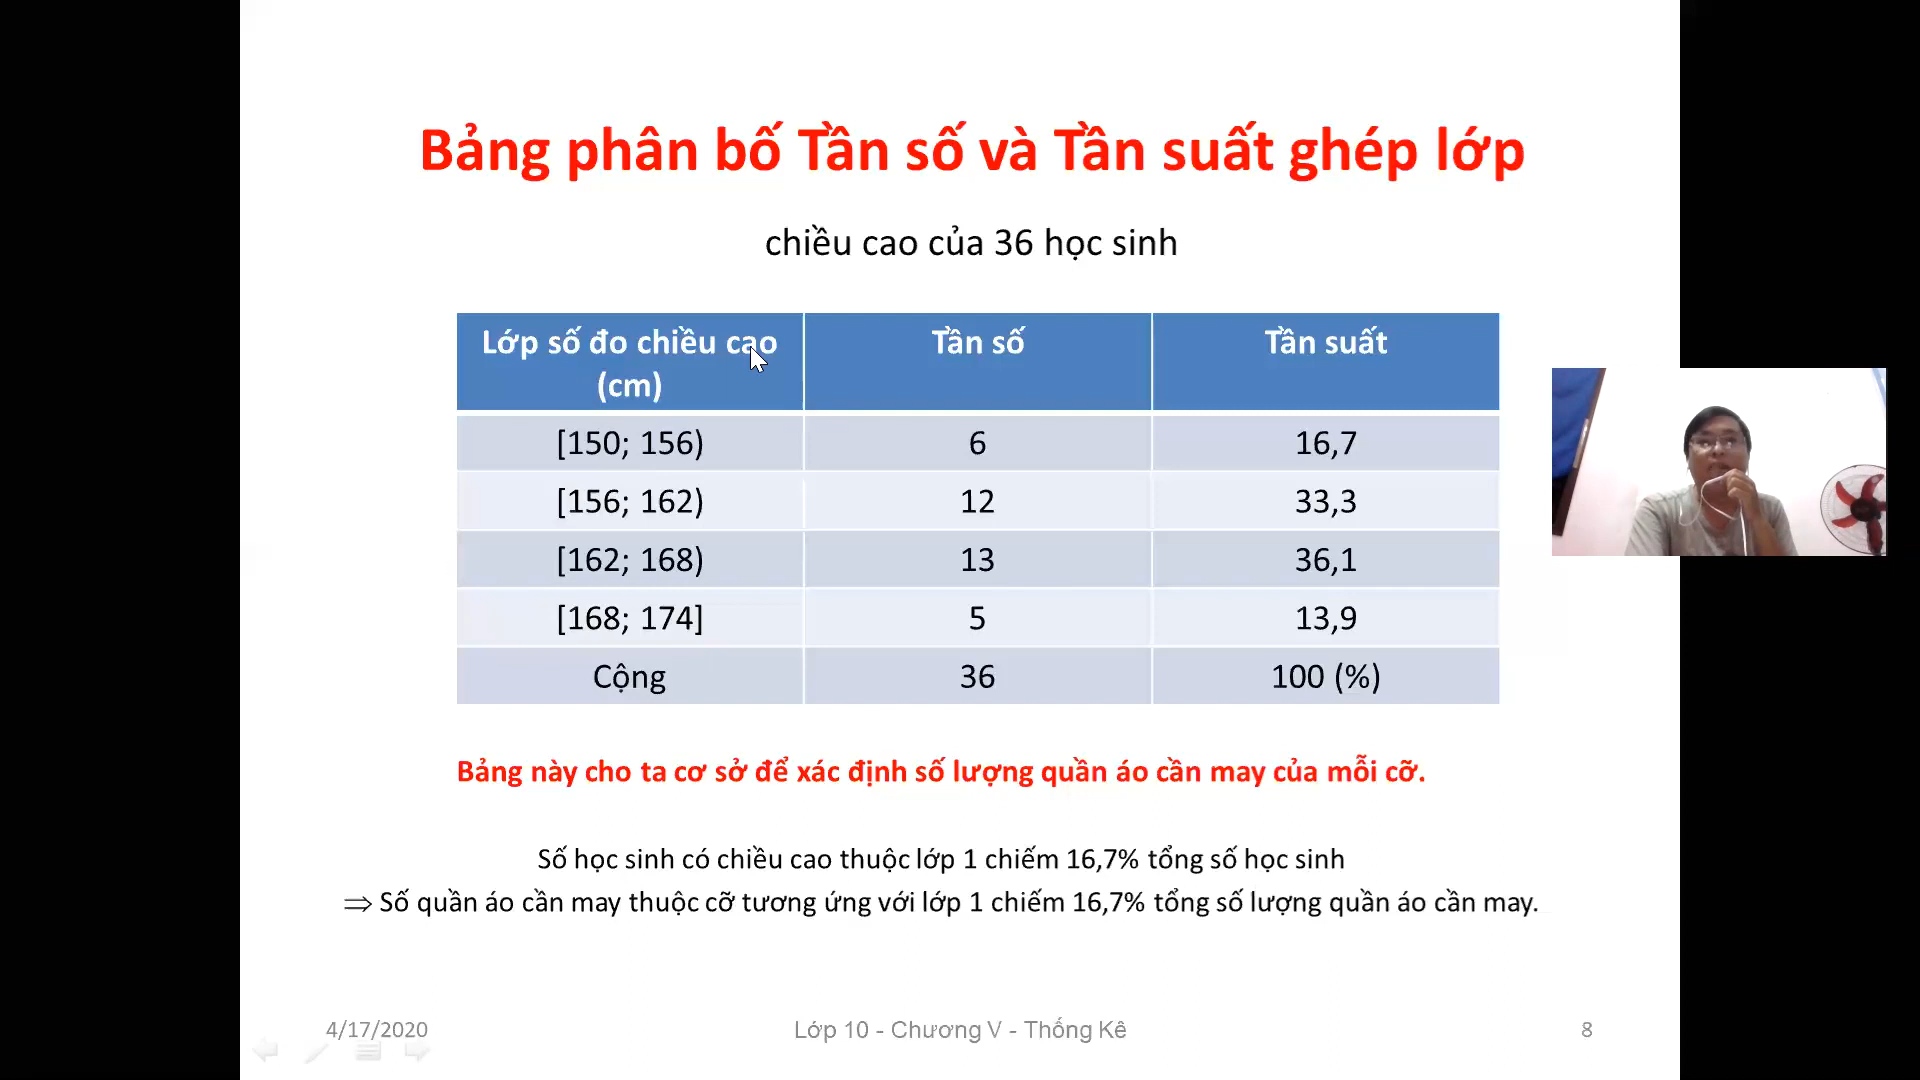 Bảng phân bố Tần số và Tần suất ghép lớp
chiều cao của 36 học sinh
Lớp số đo chiều cao (cm) Tần số Tần suất
[150; 156) 6 16,7
[156; 162) 12 33,3
[162; 168) 13 36,1
[168; 174] 5 13,9
Cộng 36 100 (%)
Bảng này cho ta cơ sở để xác định số lượng quần áo cần may của mỗi cỡ.
Số học sinh có chiều cao thuộc lớp 1 chiếm 16,7% tổng số học sinh
⇒ Số quần áo cần may thuộc cỡ tương ứng với lớp 1 chiếm 16,7% tổng số lượng quần áo cần may.
4/17/2020 Lớp 10 - Chương V - Thống Kê 8